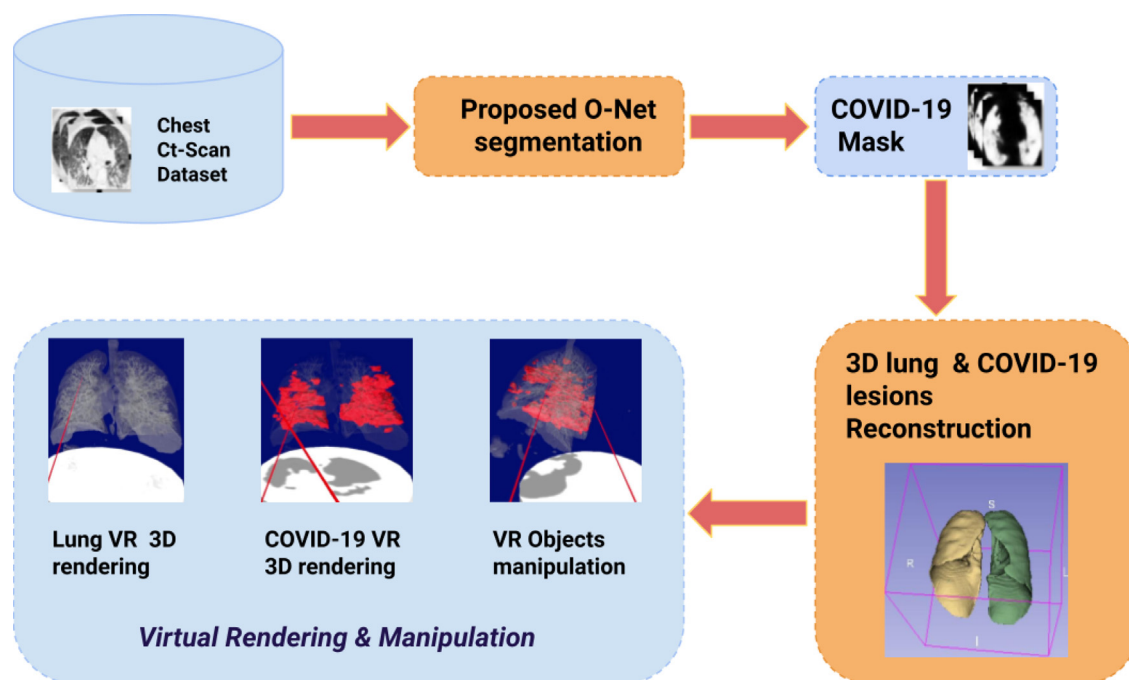 Chest
Ct-Scan
Dataset
Proposed O-Net
segmentation
COVID-19
Mask
3D lung & COVID-19
lesions
Reconstruction
S
R
L
I
Lung VR 3D
rendering
COVID-19 VR
3D rendering
VR Objects
manipulation
Virtual Rendering & Manipulation